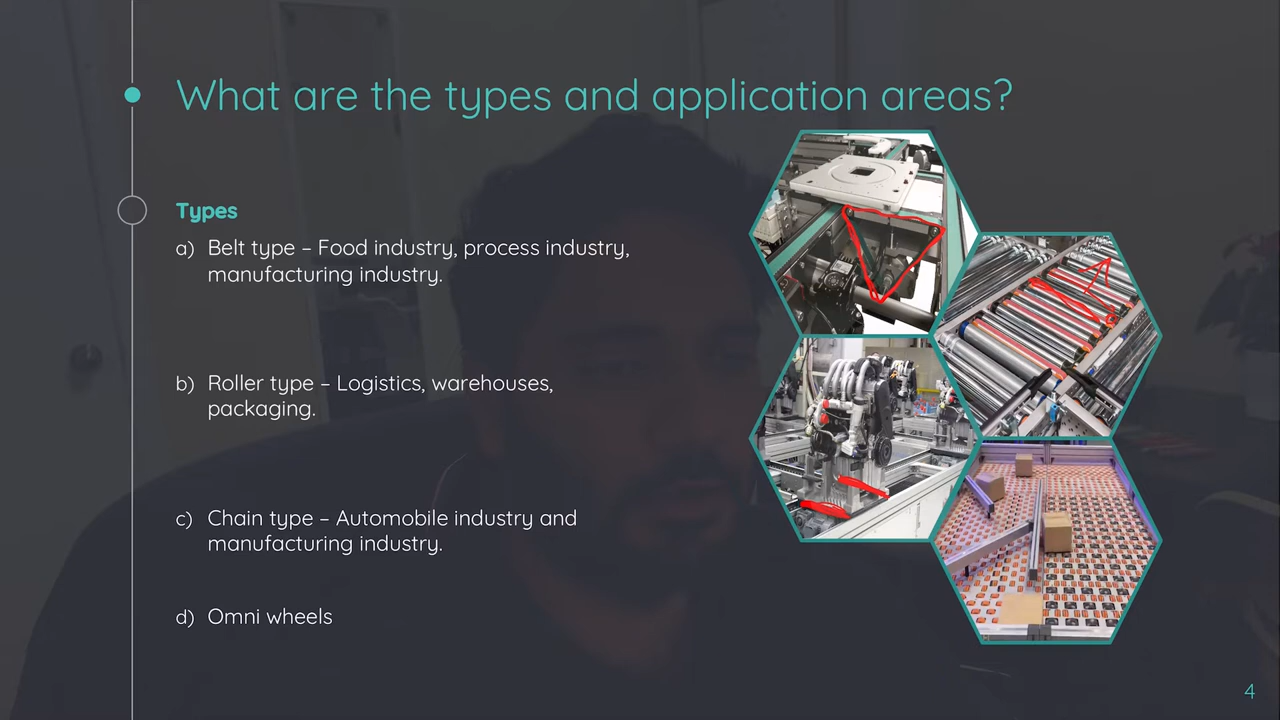 What are the types and application areas?
Types
a) Belt type – Food industry, process industry,
manufacturing industry.
b) Roller type – Logistics, warehouses,
packaging.
c) Chain type – Automobile industry and
manufacturing industry.
d) Omni wheels
4